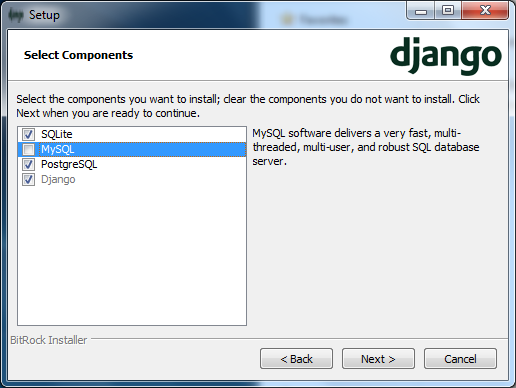 Setup
Favorites
Select Components
django
Select the components you want to install; clear the components you do not want to install. Click
Next when you are ready to continue.
SQLite
MySQL
PostgreSQL
Django
MySQL software delivers a very fast, multi-
threaded, multi-user, and robust SQL database
server.
BitRock Installer
< Back
Next >
Cancel